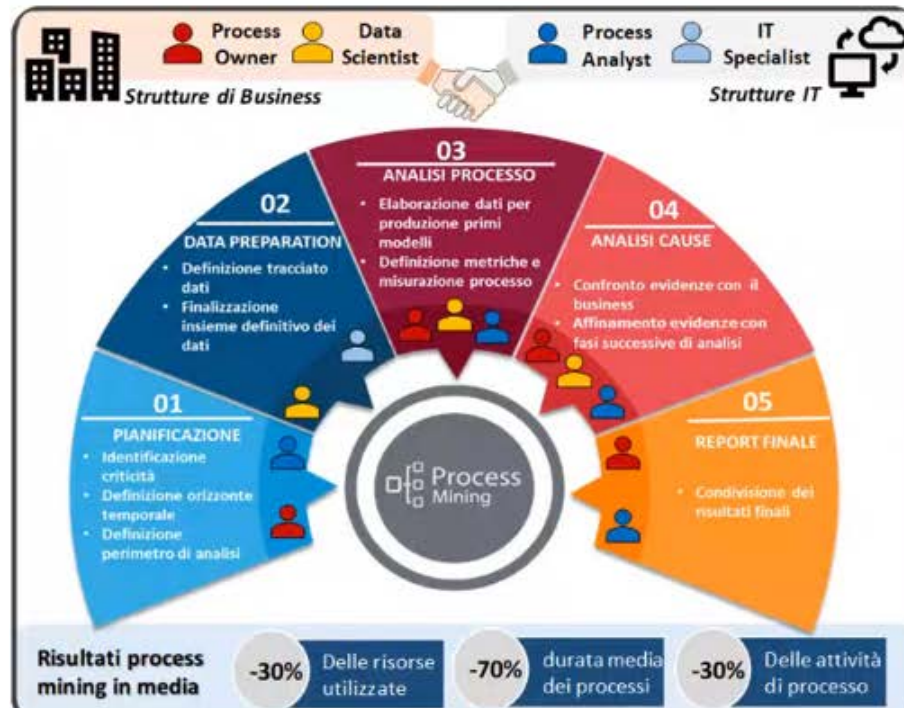 Process Owner
Data Scientist
Process Analyst
IT Specialist
Strutture di Business
Strutture IT
01
PIANIFICAZIONE
• Identificazione
criticità
• Definizione orizzonte
temporale
• Definizione
perimetro di analisi
02
DATA PREPARATION
• Definizione tracciato
dati
• Finalizzazione
insieme definitivo dei
dati
03
ANALISI PROCESSO
• Elaborazione dati per
produzione primi
modelli
• Definizione metriche e
misurazione processo
04
ANALISI CAUSE
• Confronto evidenze con il
business
• Affinamento evidenze con
fasi successive di analisi
05
REPORT FINALE
• Condivisione dei
risultati finali
Process
Mining
Risultati process
mining in media
-30%
Delle risorse
utilizzate
-70%
durata media
dei processi
-30%
Delle attività
di processo